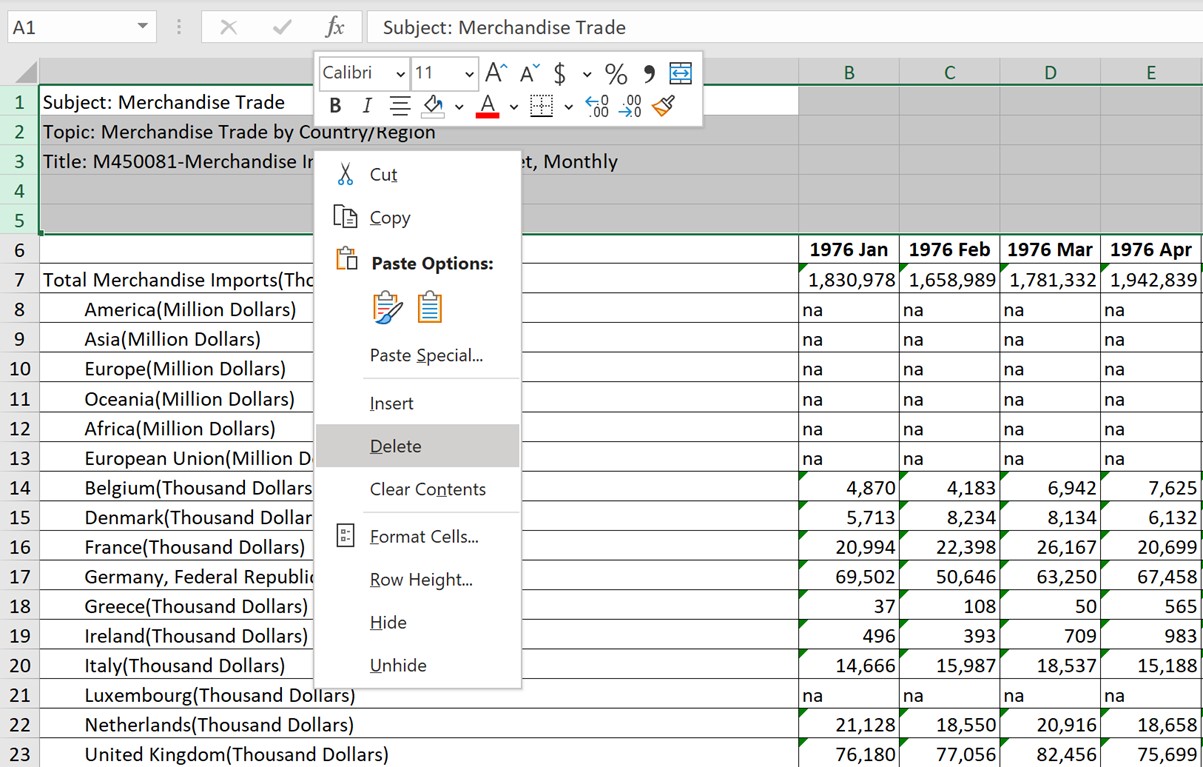 A1 fx Subject: Merchandise Trade
Calibri 11 A A $ % ,
B I A .00 .00
B C D E
1 Subject: Merchandise Trade
2 Topic: Merchandise Trade by Country/Region
3 Title: M450081-Merchandise et, Monthly
4
5
Cut
Copy
Paste Options:
Paste Special...
Insert
Delete
Clear Contents
Format Cells...
Row Height...
Hide
Unhide
6 1976 Jan 1976 Feb 1976 Mar 1976 Apr
7 Total Merchandise Imports(Tho 1,830,978 1,658,989 1,781,332 1,942,839
8 America(Million Dollars) na na na na
9 Asia(Million Dollars) na na na na
10 Europe(Million Dollars) na na na na
11 Oceania(Million Dollars) na na na na
12 Africa(Million Dollars) na na na na
13 European Union(Million D na na na na
14 Belgium(Thousand Dollars 4,870 4,183 6,942 7,625
15 Denmark(Thousand Dollar 5,713 8,234 8,134 6,132
16 France(Thousand Dollars) 20,994 22,398 26,167 20,699
17 Germany, Federal Republic 69,502 50,646 63,250 67,458
18 Greece(Thousand Dollars) 37 108 50 565
19 Ireland(Thousand Dollars) 496 393 709 983
20 Italy(Thousand Dollars) 14,666 15,987 18,537 15,188
21 Luxembourg(Thousand Dollars) na na na na
22 Netherlands(Thousand Dollars) 21,128 18,550 20,916 18,658
23 United Kingdom(Thousand Dollars) 76,180 77,056 82,456 75,699